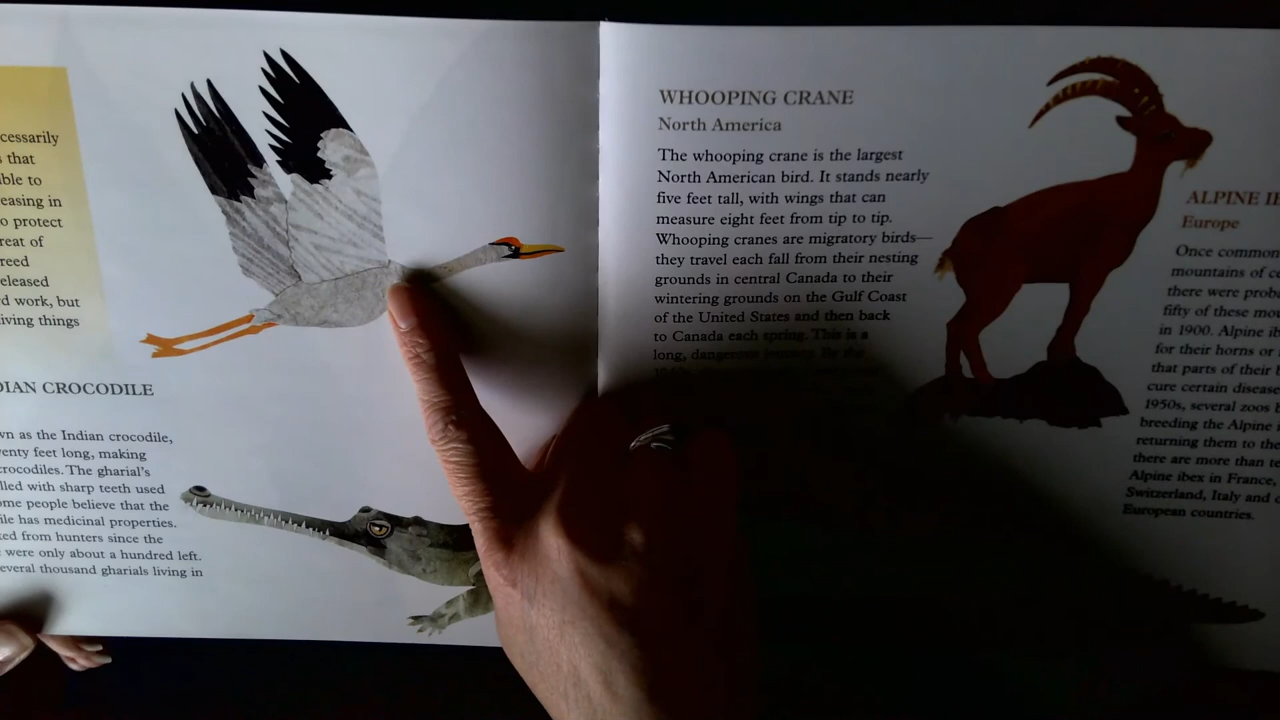 cessarily
s that
ble to
easing in
o protect
reat of
reed
eleased
d work, but
iving things
DIAN CROCODILE
wn as the Indian crocodile,
enty feet long, making
crocodiles. The gharial's
lled with sharp teeth used
ome people believe that the
ile has medicinal properties.
ted from hunters since the
were only about a hundred left.
everal thousand gharials living in
WHOOPING CRANE
North America
The whooping crane is the largest
North American bird. It stands nearly
five feet tall, with wings that can
measure eight feet from tip to tip.
Whooping cranes are migratory birds—
they travel each fall from their nesting
grounds in central Canada to their
wintering grounds on the Gulf Coast
of the United States and then back
to Canada each spring. This is a
long, dangerous journey. By the
ALPINE IB
Europe
Once common
mountains of ce
there were proba
fifty of these mou
in 1900. Alpine ib
for their horns or
that parts of their b
cure certain disease
1950s, several zoos b
breeding the Alpine i
returning them to the
there are more than te
Alpine ibex in France,
Switzerland, Italy and
European countries.